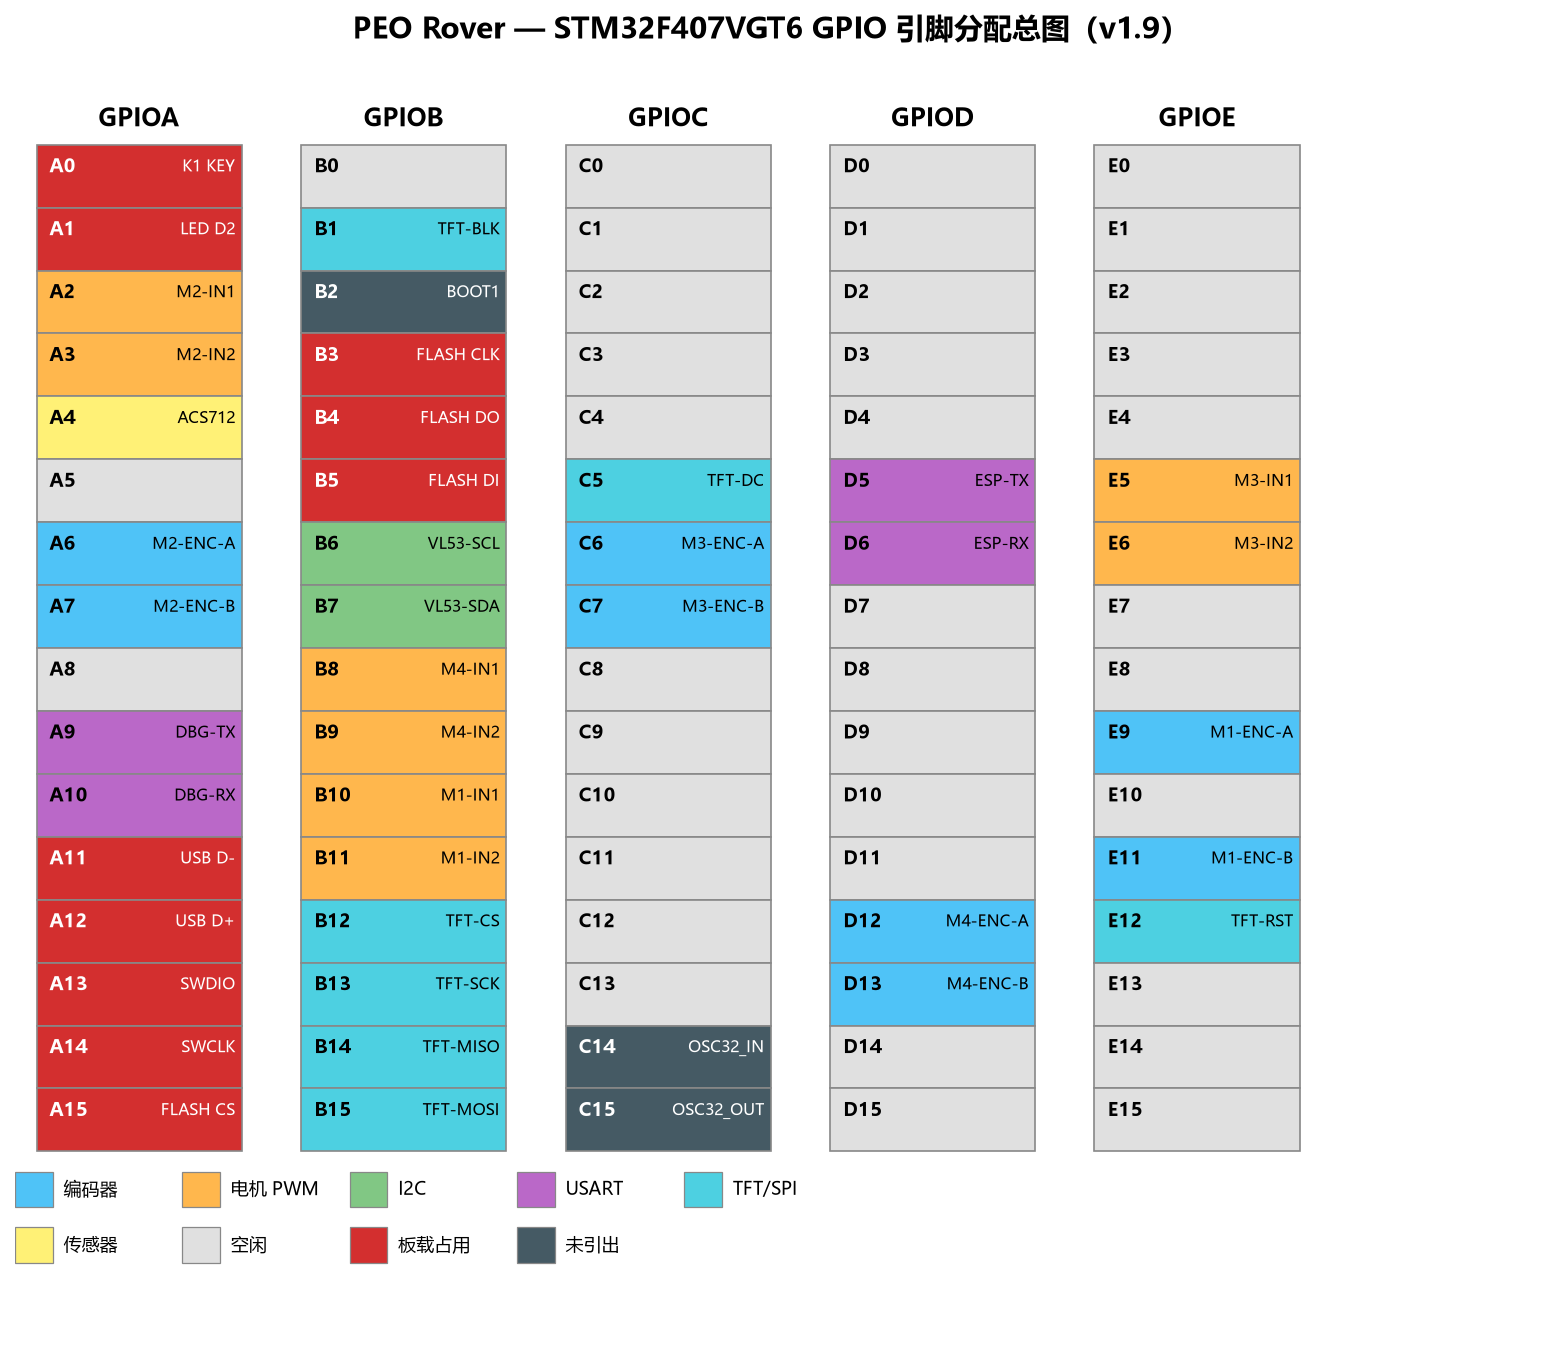 PEO Rover — STM32F407VGT6 GPIO 引脚分配总图（v1.9）
GPIOA
A0 K1 KEY
A1 LED D2
A2 M2-IN1
A3 M2-IN2
A4 ACS712
A5
A6 M2-ENC-A
A7 M2-ENC-B
A8
A9 DBG-TX
A10 DBG-RX
A11 USB D-
A12 USB D+
A13 SWDIO
A14 SWCLK
A15 FLASH CS
GPIOB
B0
B1 TFT-BLK
B2 BOOT1
B3 FLASH CLK
B4 FLASH DO
B5 FLASH DI
B6 VL53-SCL
B7 VL53-SDA
B8 M4-IN1
B9 M4-IN2
B10 M1-IN1
B11 M1-IN2
B12 TFT-CS
B13 TFT-SCK
B14 TFT-MISO
B15 TFT-MOSI
GPIOC
C0
C1
C2
C3
C4
C5 TFT-DC
C6 M3-ENC-A
C7 M3-ENC-B
C8
C9
C10
C11
C12
C13
C14 OSC32_IN
C15 OSC32_OUT
GPIOD
D0
D1
D2
D3
D4
D5 ESP-TX
D6 ESP-RX
D7
D8
D9
D10
D11
D12 M4-ENC-A
D13 M4-ENC-B
D14
D15
GPIOE
E0
E1
E2
E3
E4
E5 M3-IN1
E6 M3-IN2
E7
E8
E9 M1-ENC-A
E10
E11 M1-ENC-B
E12 TFT-RST
E13
E14
E15
编码器 电机 PWM I2C USART TFT/SPI
传感器 空闲 板载占用 未引出